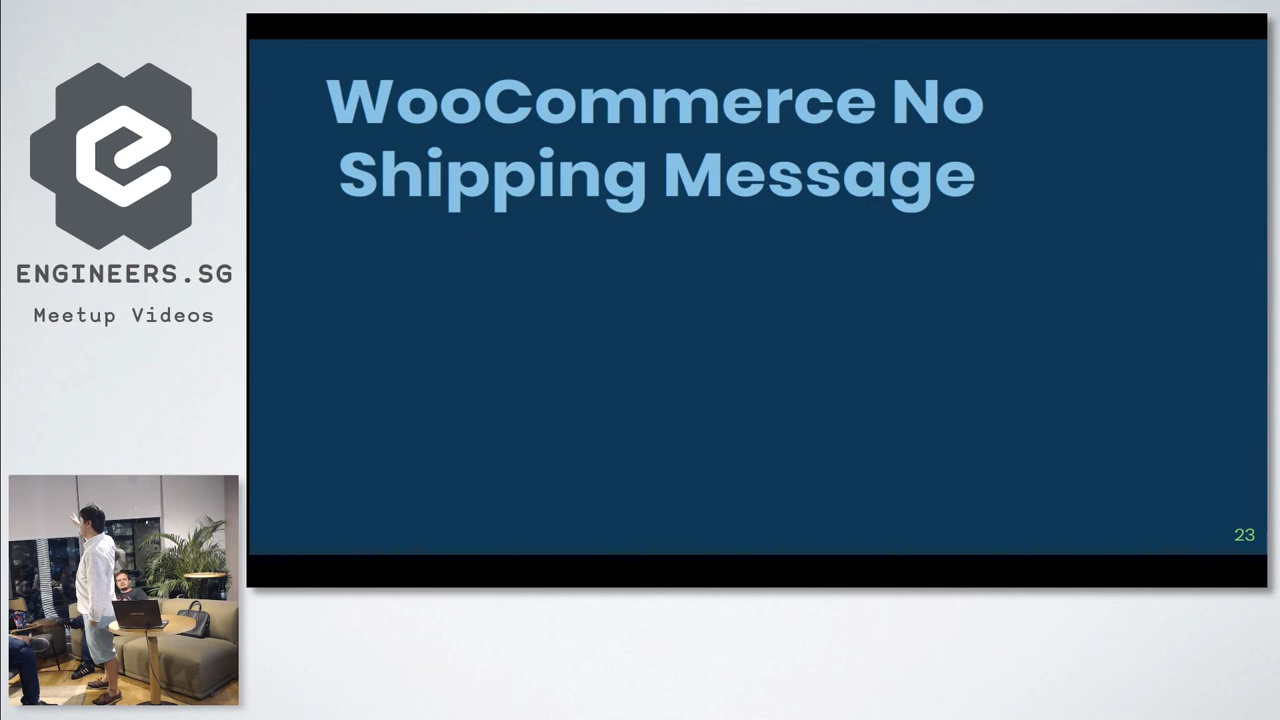 WooCommerce No
Shipping Message
ENGINEERS.SG
Meetup Videos
23